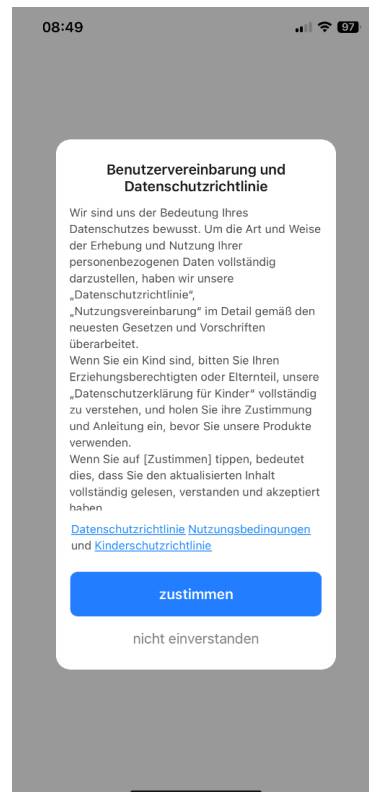 08:49
97
Benutzervereinbarung und
Datenschutzrichtlinie
Wir sind uns der Bedeutung Ihres
Datenschutzes bewusst. Um die Art und Weise
der Erhebung und Nutzung Ihrer
personenbezogenen Daten vollständig
darzustellen, haben wir unsere
„Datenschutzrichtlinie“,
„Nutzungsvereinbarung“ im Detail gemäß den
neuesten Gesetzen und Vorschriften
überarbeitet.
Wenn Sie ein Kind sind, bitten Sie Ihren
Erziehungsberechtigten oder Elternteil, unsere
„Datenschutzerklärung für Kinder“ vollständig
zu verstehen, und holen Sie ihre Zustimmung
und Anleitung ein, bevor Sie unsere Produkte
verwenden.
Wenn Sie auf [Zustimmen] tippen, bedeutet
dies, dass Sie den aktualisierten Inhalt
vollständig gelesen, verstanden und akzeptiert
haben
Datenschutzrichtlinie Nutzungsbedingungen
und Kinderschutzrichtlinie
zustimmen
nicht einverstanden